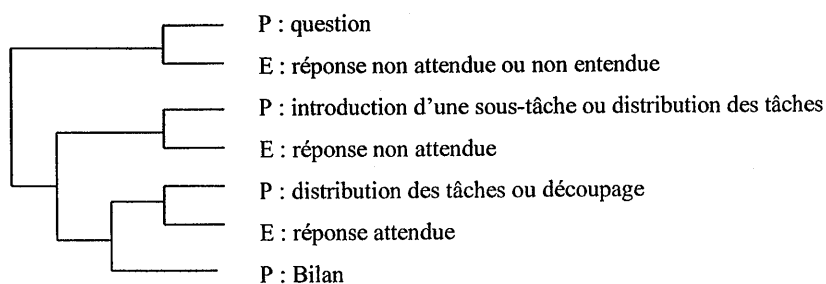 P : question
E : réponse non attendue ou non entendue
P : introduction d'une sous-tâche ou distribution des tâches
E : réponse non attendue
P : distribution des tâches ou découpage
E : réponse attendue
P : Bilan